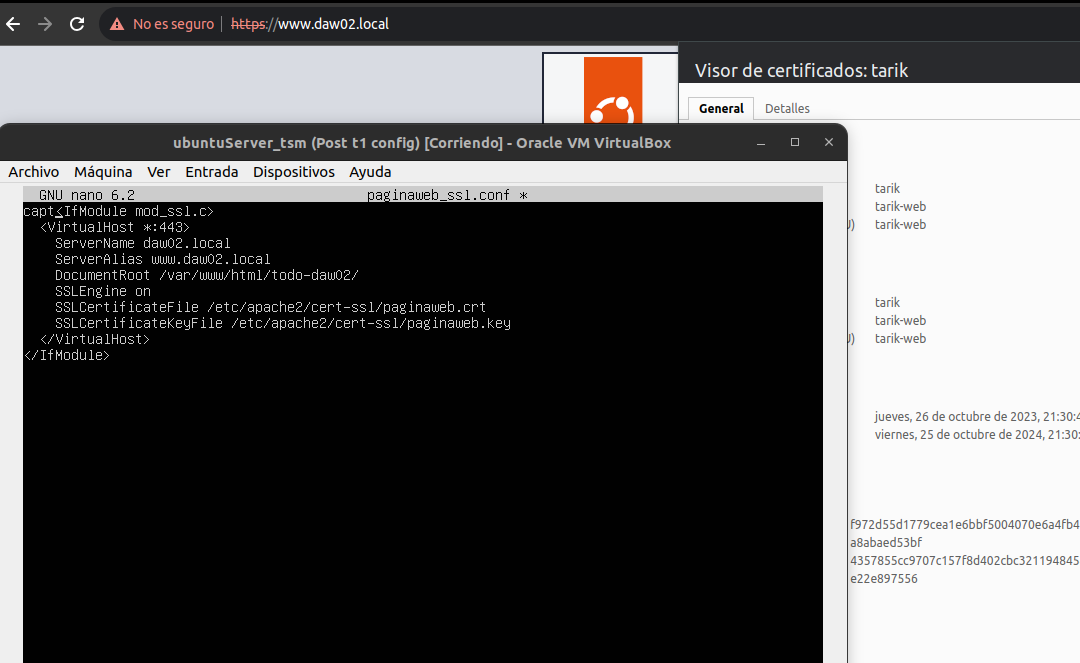 No es seguro | https://www.daw02.local
Visor de certificados: tarik
General Detalles
ubuntuServer_tsm (Post t1 config) [Corriendo] - Oracle VM VirtualBox
Archivo Máquina Ver Entrada Dispositivos Ayuda
GNU nano 6.2 paginaweb_ssl.conf *
capt<IfModule mod_ssl.c>
<VirtualHost *:443>
ServerName daw02.local
ServerAlias www.daw02.local
DocumentRoot /var/www/html/todo-daw02/
SSLEngine on
SSLCertificateFile /etc/apache2/cert-ssl/paginaweb.crt
SSLCertificateKeyFile /etc/apache2/cert-ssl/paginaweb.key
</VirtualHost>
</IfModule>
tarik
tarik-web
tarik-web
tarik
tarik-web
tarik-web
jueves, 26 de octubre de 2023, 21:30:4
viernes, 25 de octubre de 2024, 21:30:
f972d55d1779cea1e6bbf5004070e6a4fb4
a8abaed53bf
4357855cc9707c157f8d402cbc321194845
e22e897556